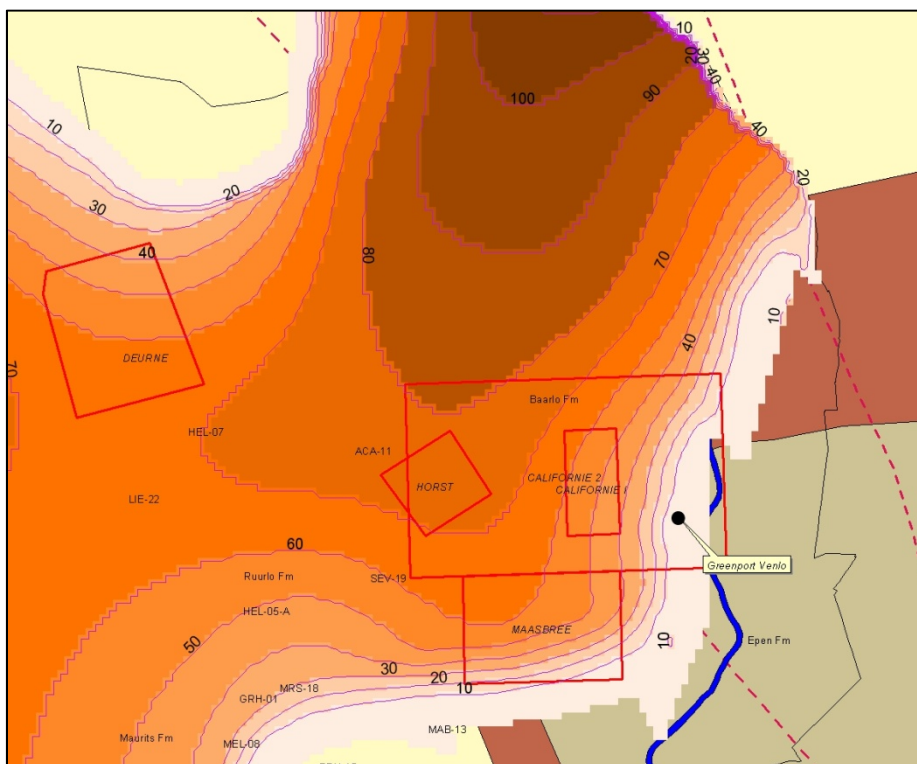 10
10
20
30
40
100
90
40
20
10
20
30
40
80
70
70
40
10
DEURNE
Baarlo Fm
HEL-07
ACA-11
HORST
CALIFORNIE 2
CALIFORNIE I
LIE-22
Greenport Venlo
60
Ruurlo Fm
SEV-19
HEL-05-A
MAASBREE
Epen Fm
50
10
30
20
10
MRS-18
GRH-01
MAB-13
Maurits Fm
MEL-08